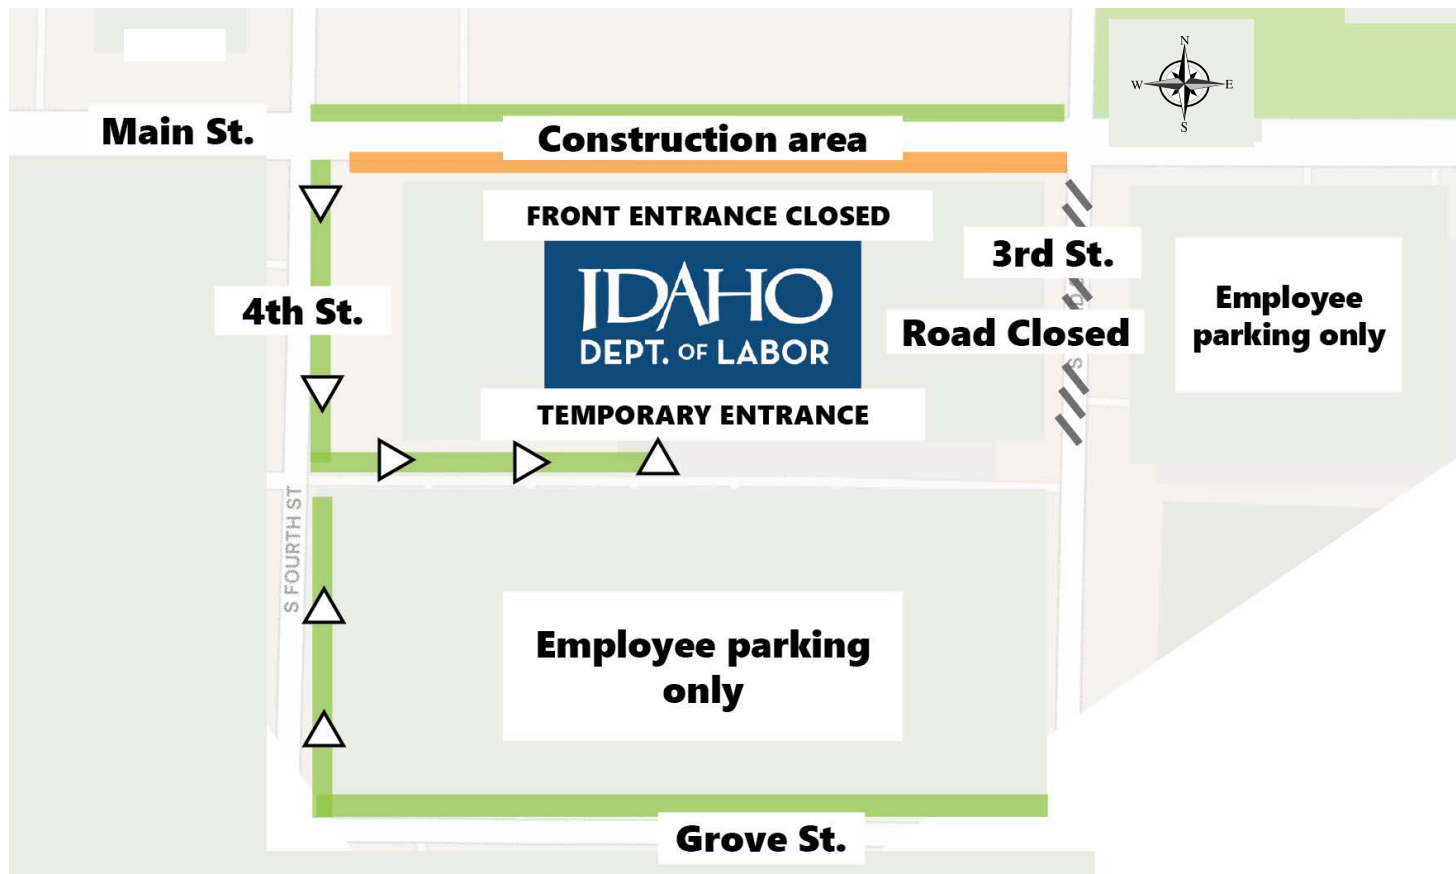 N
W
E
S
Main St.
Construction area
FRONT ENTRANCE CLOSED
3rd St.
IDAHO
DEPT. OF LABOR
Employee
parking only
4th St.
Road Closed
TEMPORARY ENTRANCE
S FOURTH ST
Employee parking
only
Grove St.